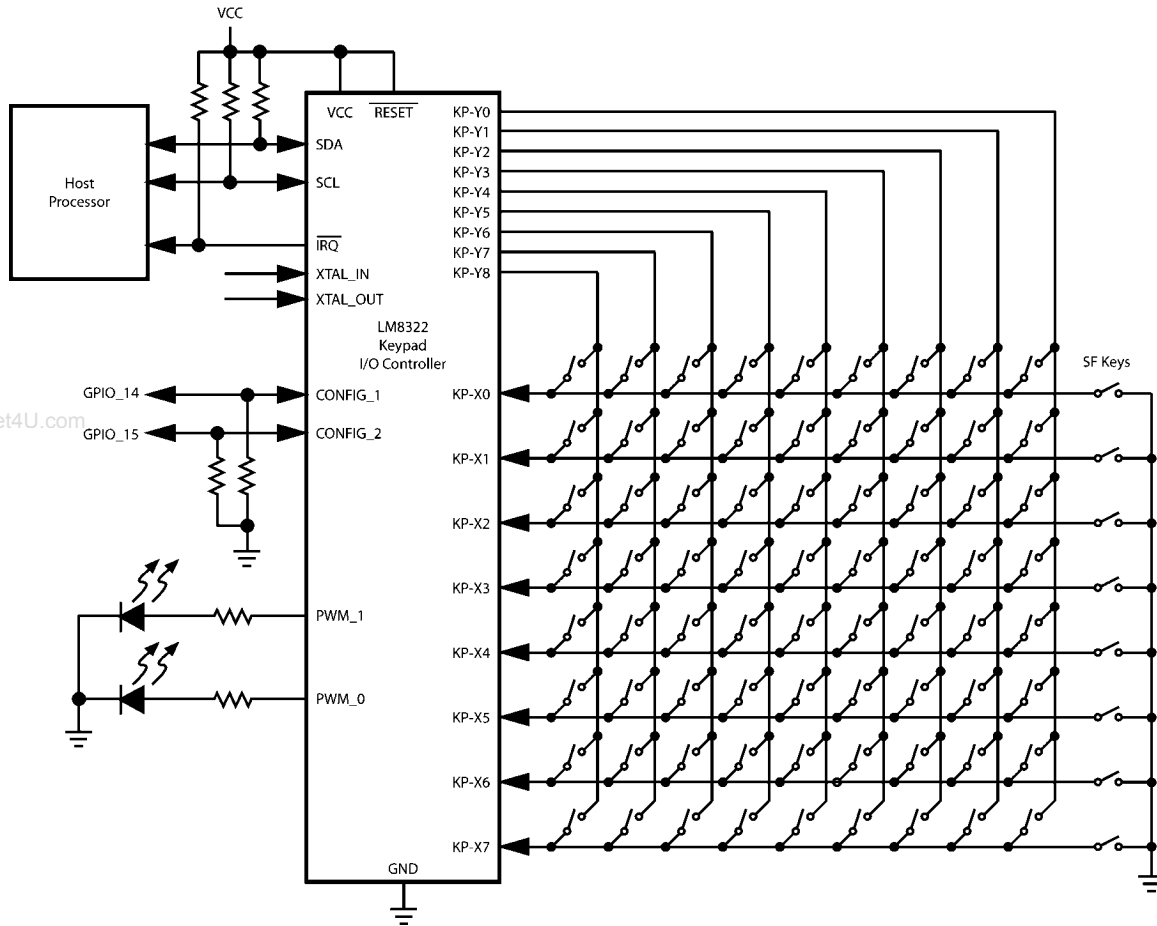 VCC
VCC
RESET
KP-Y0
KP-Y1
KP-Y2
KP-Y3
KP-Y4
KP-Y5
KP-Y6
KP-Y7
KP-Y8
Host
Processor
SDA
SCL
IRQ
XTAL_IN
XTAL_OUT
LM8322
Keypad
I/O Controller
GPIO_14
CONFIG_1
et4U.com
GPIO_15
CONFIG_2
PWM_1
PWM_0
GND
SF Keys
KP-X0
KP-X1
KP-X2
KP-X3
KP-X4
KP-X5
KP-X6
KP-X7